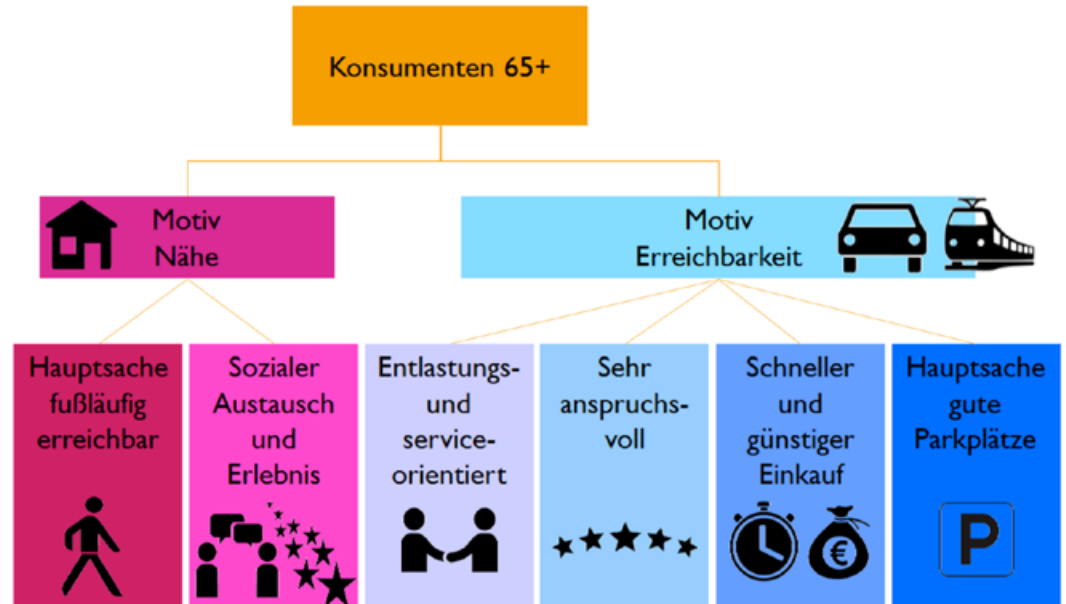 Konsumenten 65+
Motiv
Nähe
Motiv
Erreichbarkeit
Hauptsache
fußläufig
erreichbar
Sozialer
Austausch
und
Erlebnis
Entlastungs-
und
service-
orientiert
Sehr
anspruchs-
voll
Schneller
und
günstiger
Einkauf
€
Hauptsache
gute
Parkplätze
P